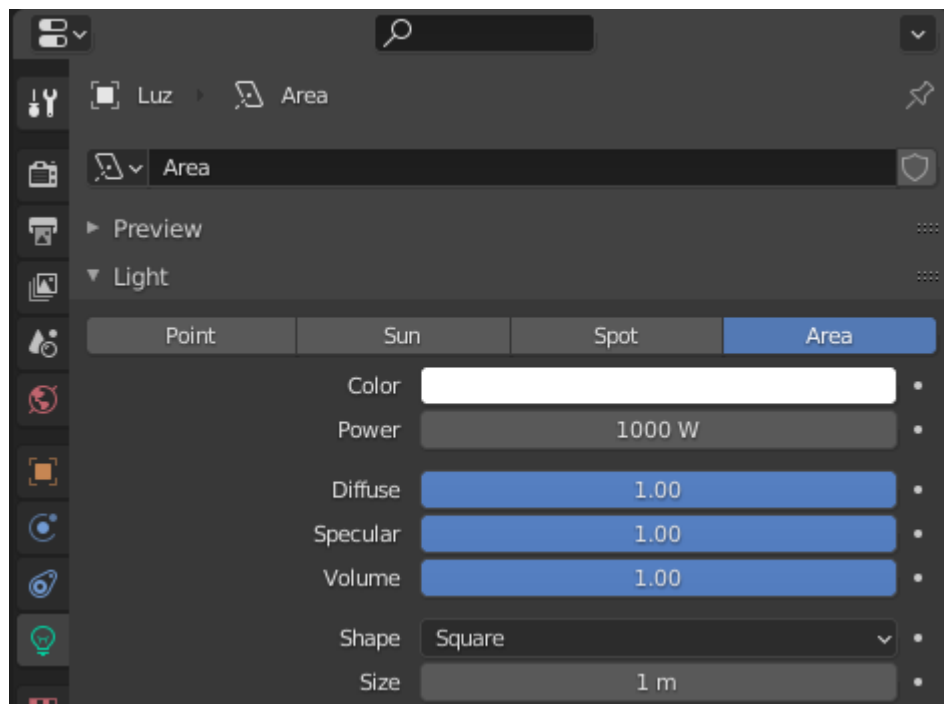 Luz Area
Area
Preview
Light
Point Sun Spot Area
Color
Power 1000 W
Diffuse 1.00
Specular 1.00
Volume 1.00
Shape Square
Size 1 m